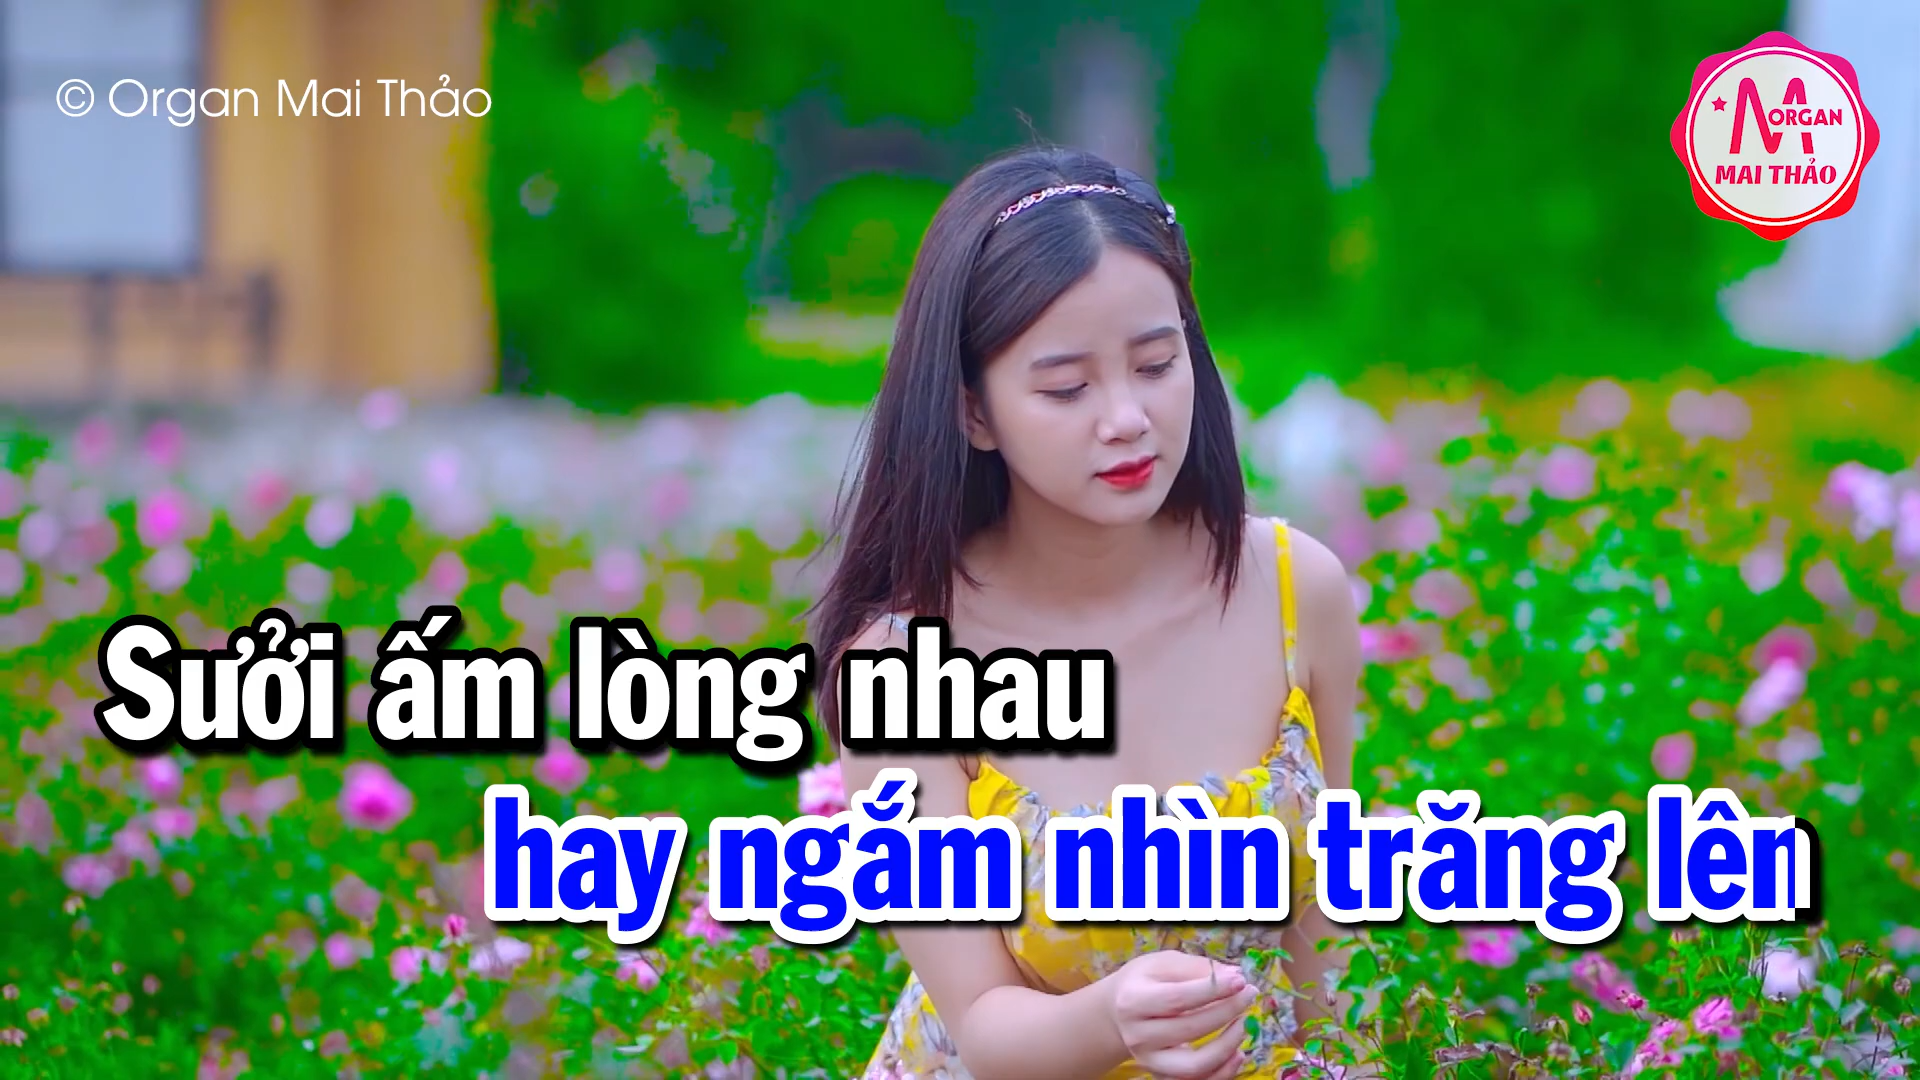 © Organ Mai Thảo
ORGAN
MAI THẢO
Sưởi ấm lòng nhau
hay ngắm nhìn trăng lên